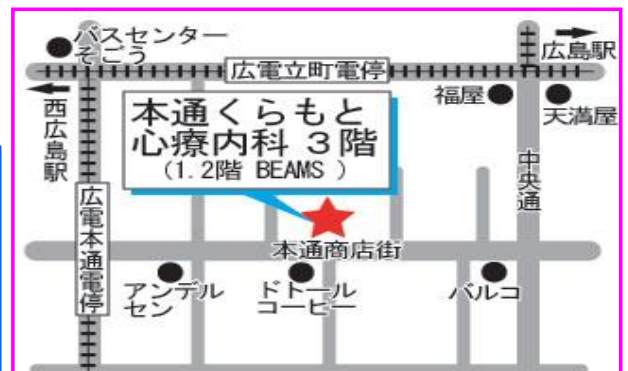 バスセンター
そごう
広島駅
広電立町電停
西広島駅
福屋
天満屋
本通くらもと
心療内科 3階
(1.2階 BEAMS )
中央通
広電本通電停
本通商店街
アンデル
セン
ドトール
コーヒー
パルコ